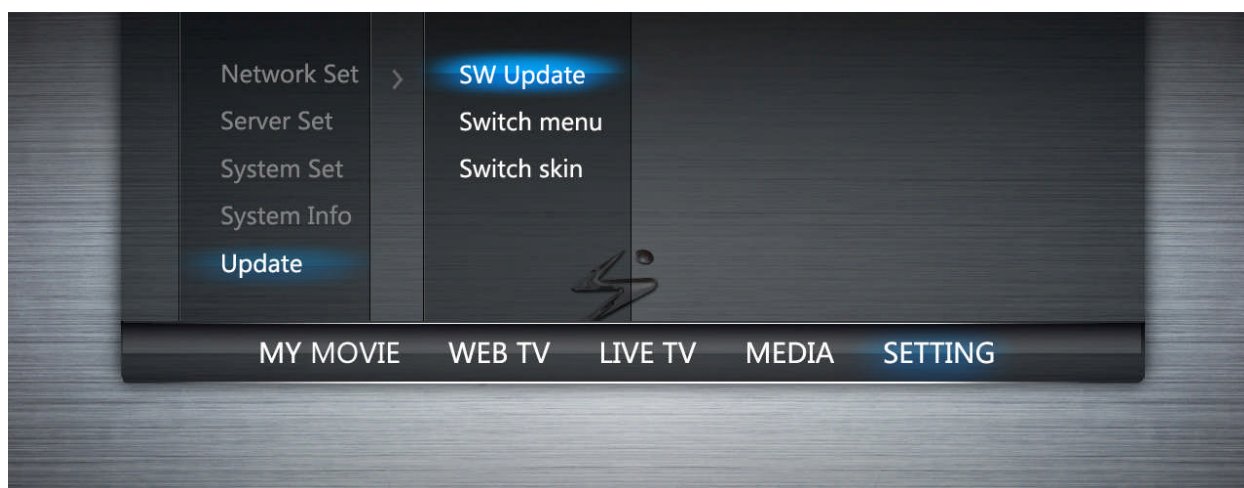 Network Set >
Server Set
System Set
System Info
Update
SW Update
Switch menu
Switch skin
MY MOVIE WEB TV LIVE TV MEDIA SETTING